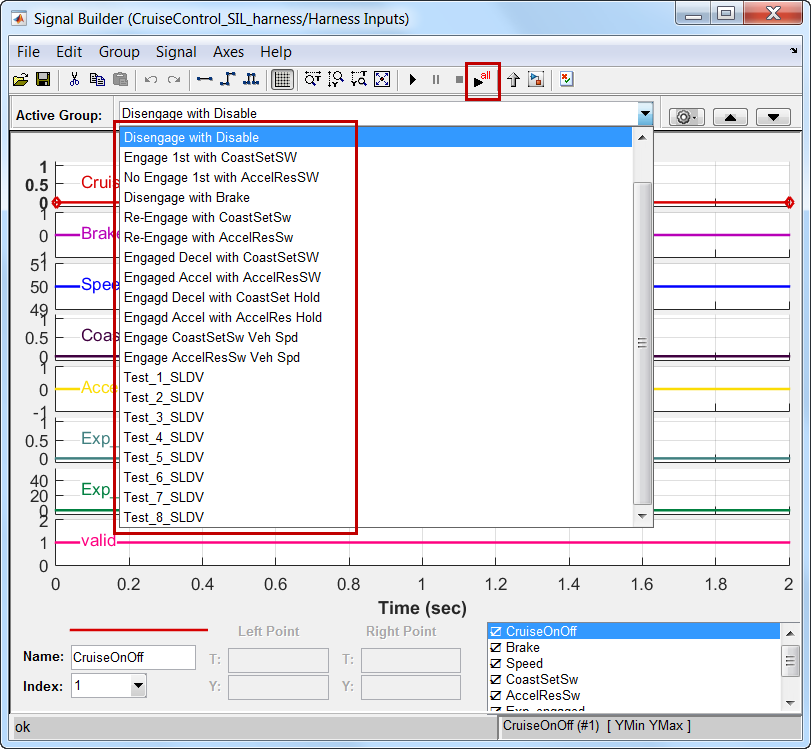 Signal Builder (CruiseControl_SIL_harness/Harness Inputs)
File Edit Group Signal Axes Help
all
Active Group: Disengage with Disable
Disengage with Disable
Engage 1st with CoastSetSW
No Engage 1st with AccelResSW
Disengage with Brake
Re-Engage with CoastSetSw
Re-Engage with AccelResSw
Engaged Decel with CoastSetSW
Engaged Accel with AccelResSW
Engagd Decel with CoastSet Hold
Engagd Accel with AccelRes Hold
Engage CoastSetSw Veh Spd
Engage AccelResSw Veh Spd
Test_1_SLDV
Test_2_SLDV
Test_3_SLDV
Test_4_SLDV
Test_5_SLDV
Test_6_SLDV
Test_7_SLDV
Test_8_SLDV
1
0.5 Cruis
0
1
0 Brake
-1
51
50 Spee
49
1
0.5 Coas
0
1
0 Acce
-1
1
0.5 Exp_
0
40
20 Exp_
0
2
1 valid
0
0 0.2 0.4 0.6 0.8 1 1.2 1.4 1.6 1.8 2
Time (sec)
Left Point Right Point
Name: CruiseOnOff T: T:
Index: 1 Y: Y:
CruiseOnOff
Brake
Speed
CoastSetSw
AccelResSw
Exp_engaged
ok
CruiseOnOff (#1) [ YMin YMax ]